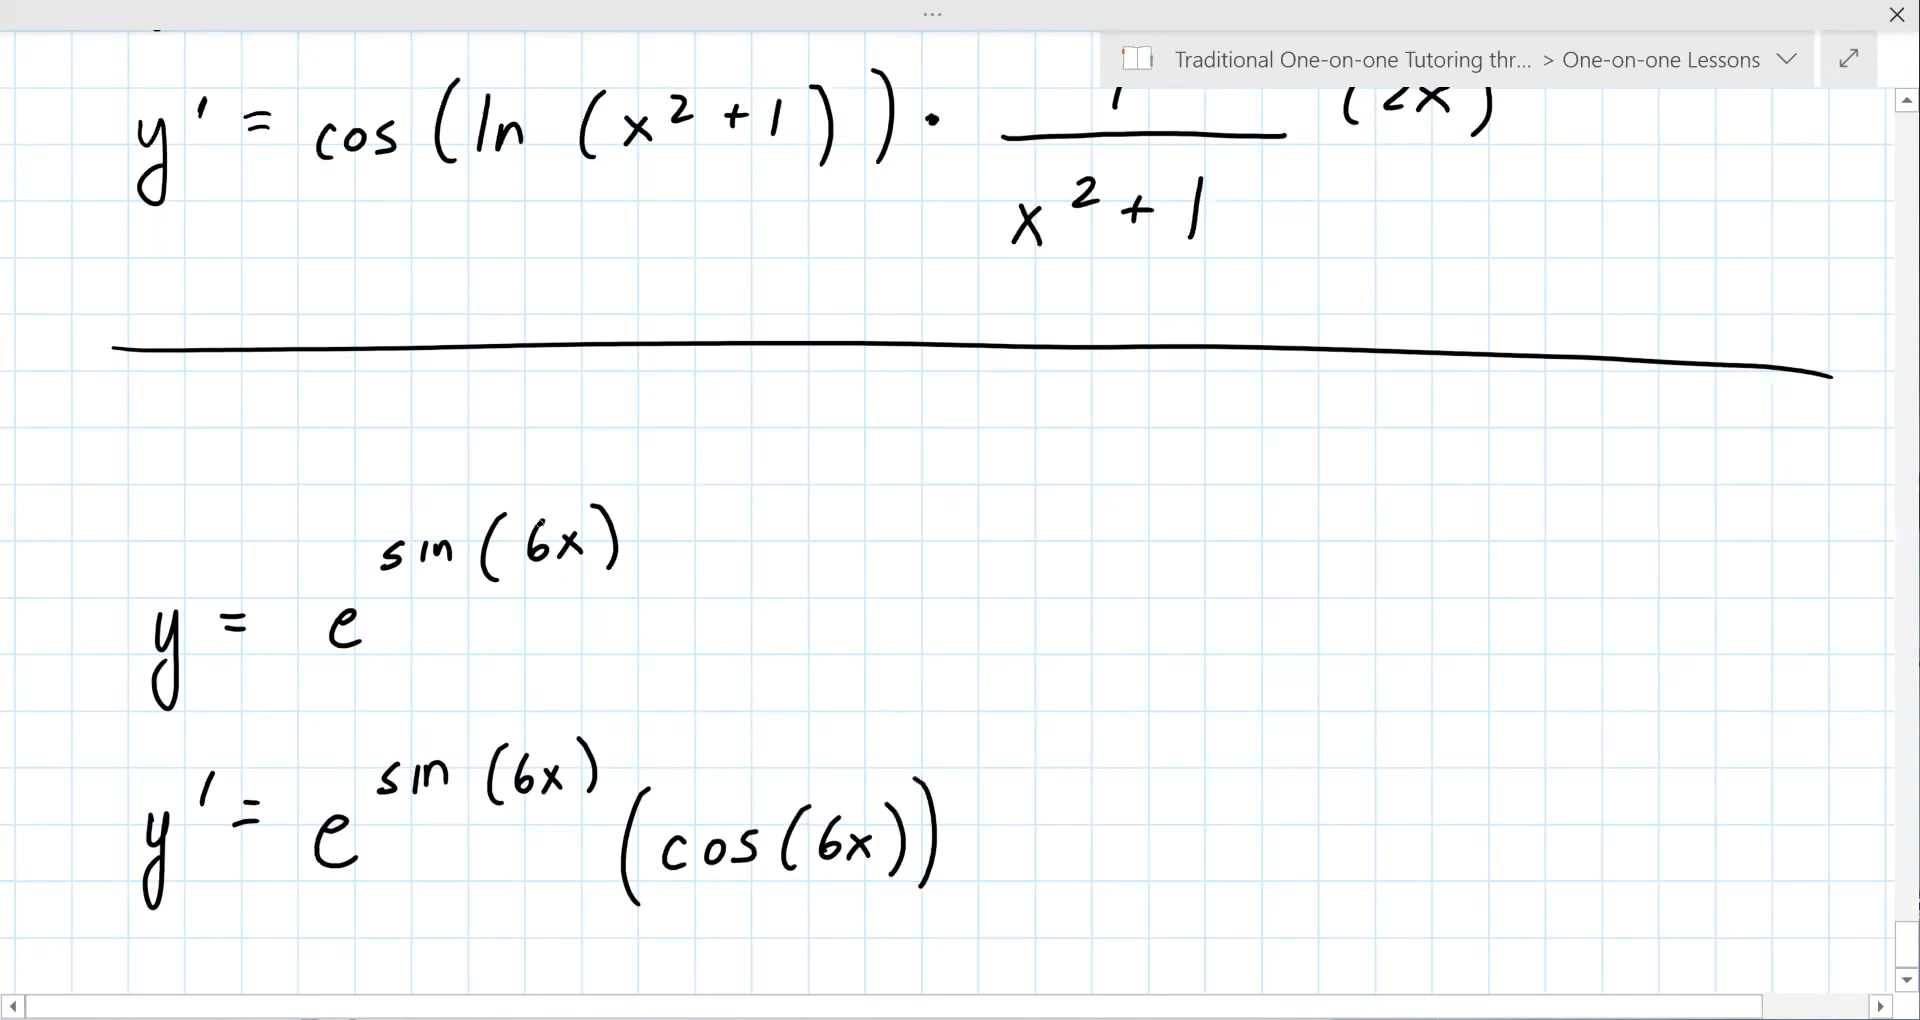 ...
Traditional One-on-one Tutoring thr... > One-on-one Lessons
y' = cos(ln(x²+1)) · 1/(x²+1) (2x)
y = e^sin(6x)
y' = e^sin(6x) (cos(6x))